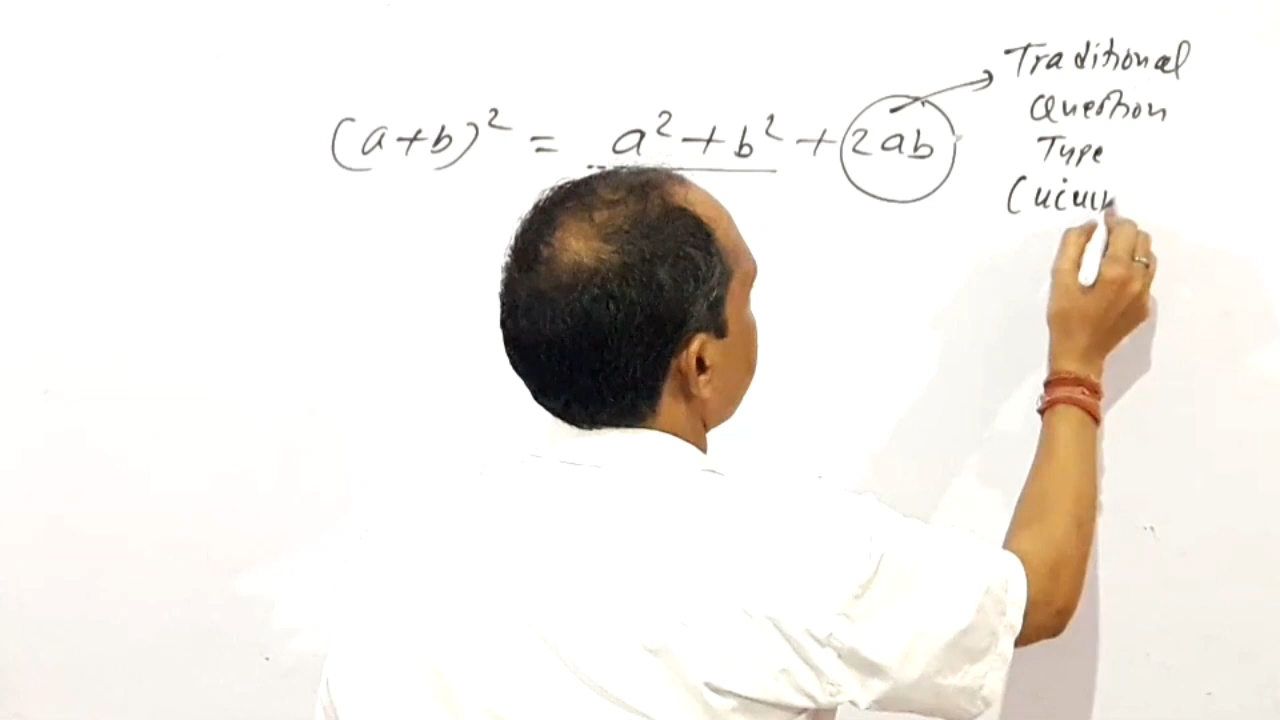 (a+b)² = a² + b² + 2ab
Traditional
Question
Type